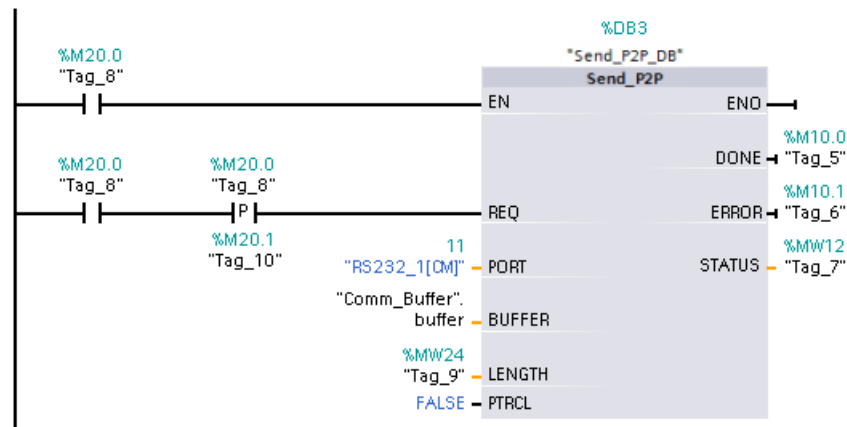 %DB3
"Send_P2P_DB"
Send_P2P
%M20.0
"Tag_8"
EN
ENO
%M10.0
DONE
"Tag_5"
%M20.0
"Tag_8"
%M20.0
"Tag_8"
P
%M20.1
"Tag_10"
REQ
%M10.1
ERROR
"Tag_6"
11
"RS232_1[CM]"
PORT
%MW12
STATUS
"Tag_7"
"Comm_Buffer".
buffer
BUFFER
%MW24
"Tag_9"
LENGTH
FALSE
PTRCL